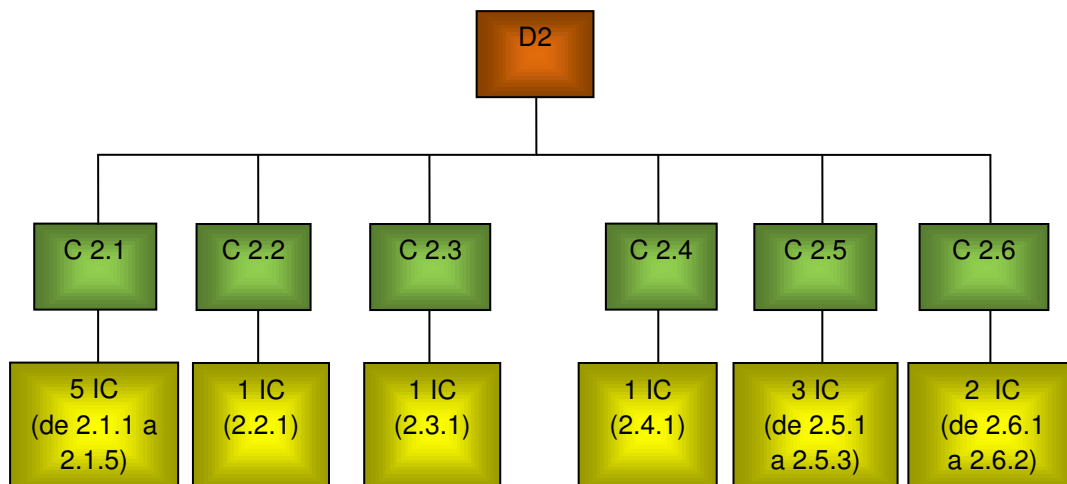 D2
C 2.1
C 2.2
C 2.3
C 2.4
C 2.5
C 2.6
5 IC
(de 2.1.1 a
2.1.5)
1 IC
(2.2.1)
1 IC
(2.3.1)
1 IC
(2.4.1)
3 IC
(de 2.5.1
a 2.5.3)
2 IC
(de 2.6.1
a 2.6.2)